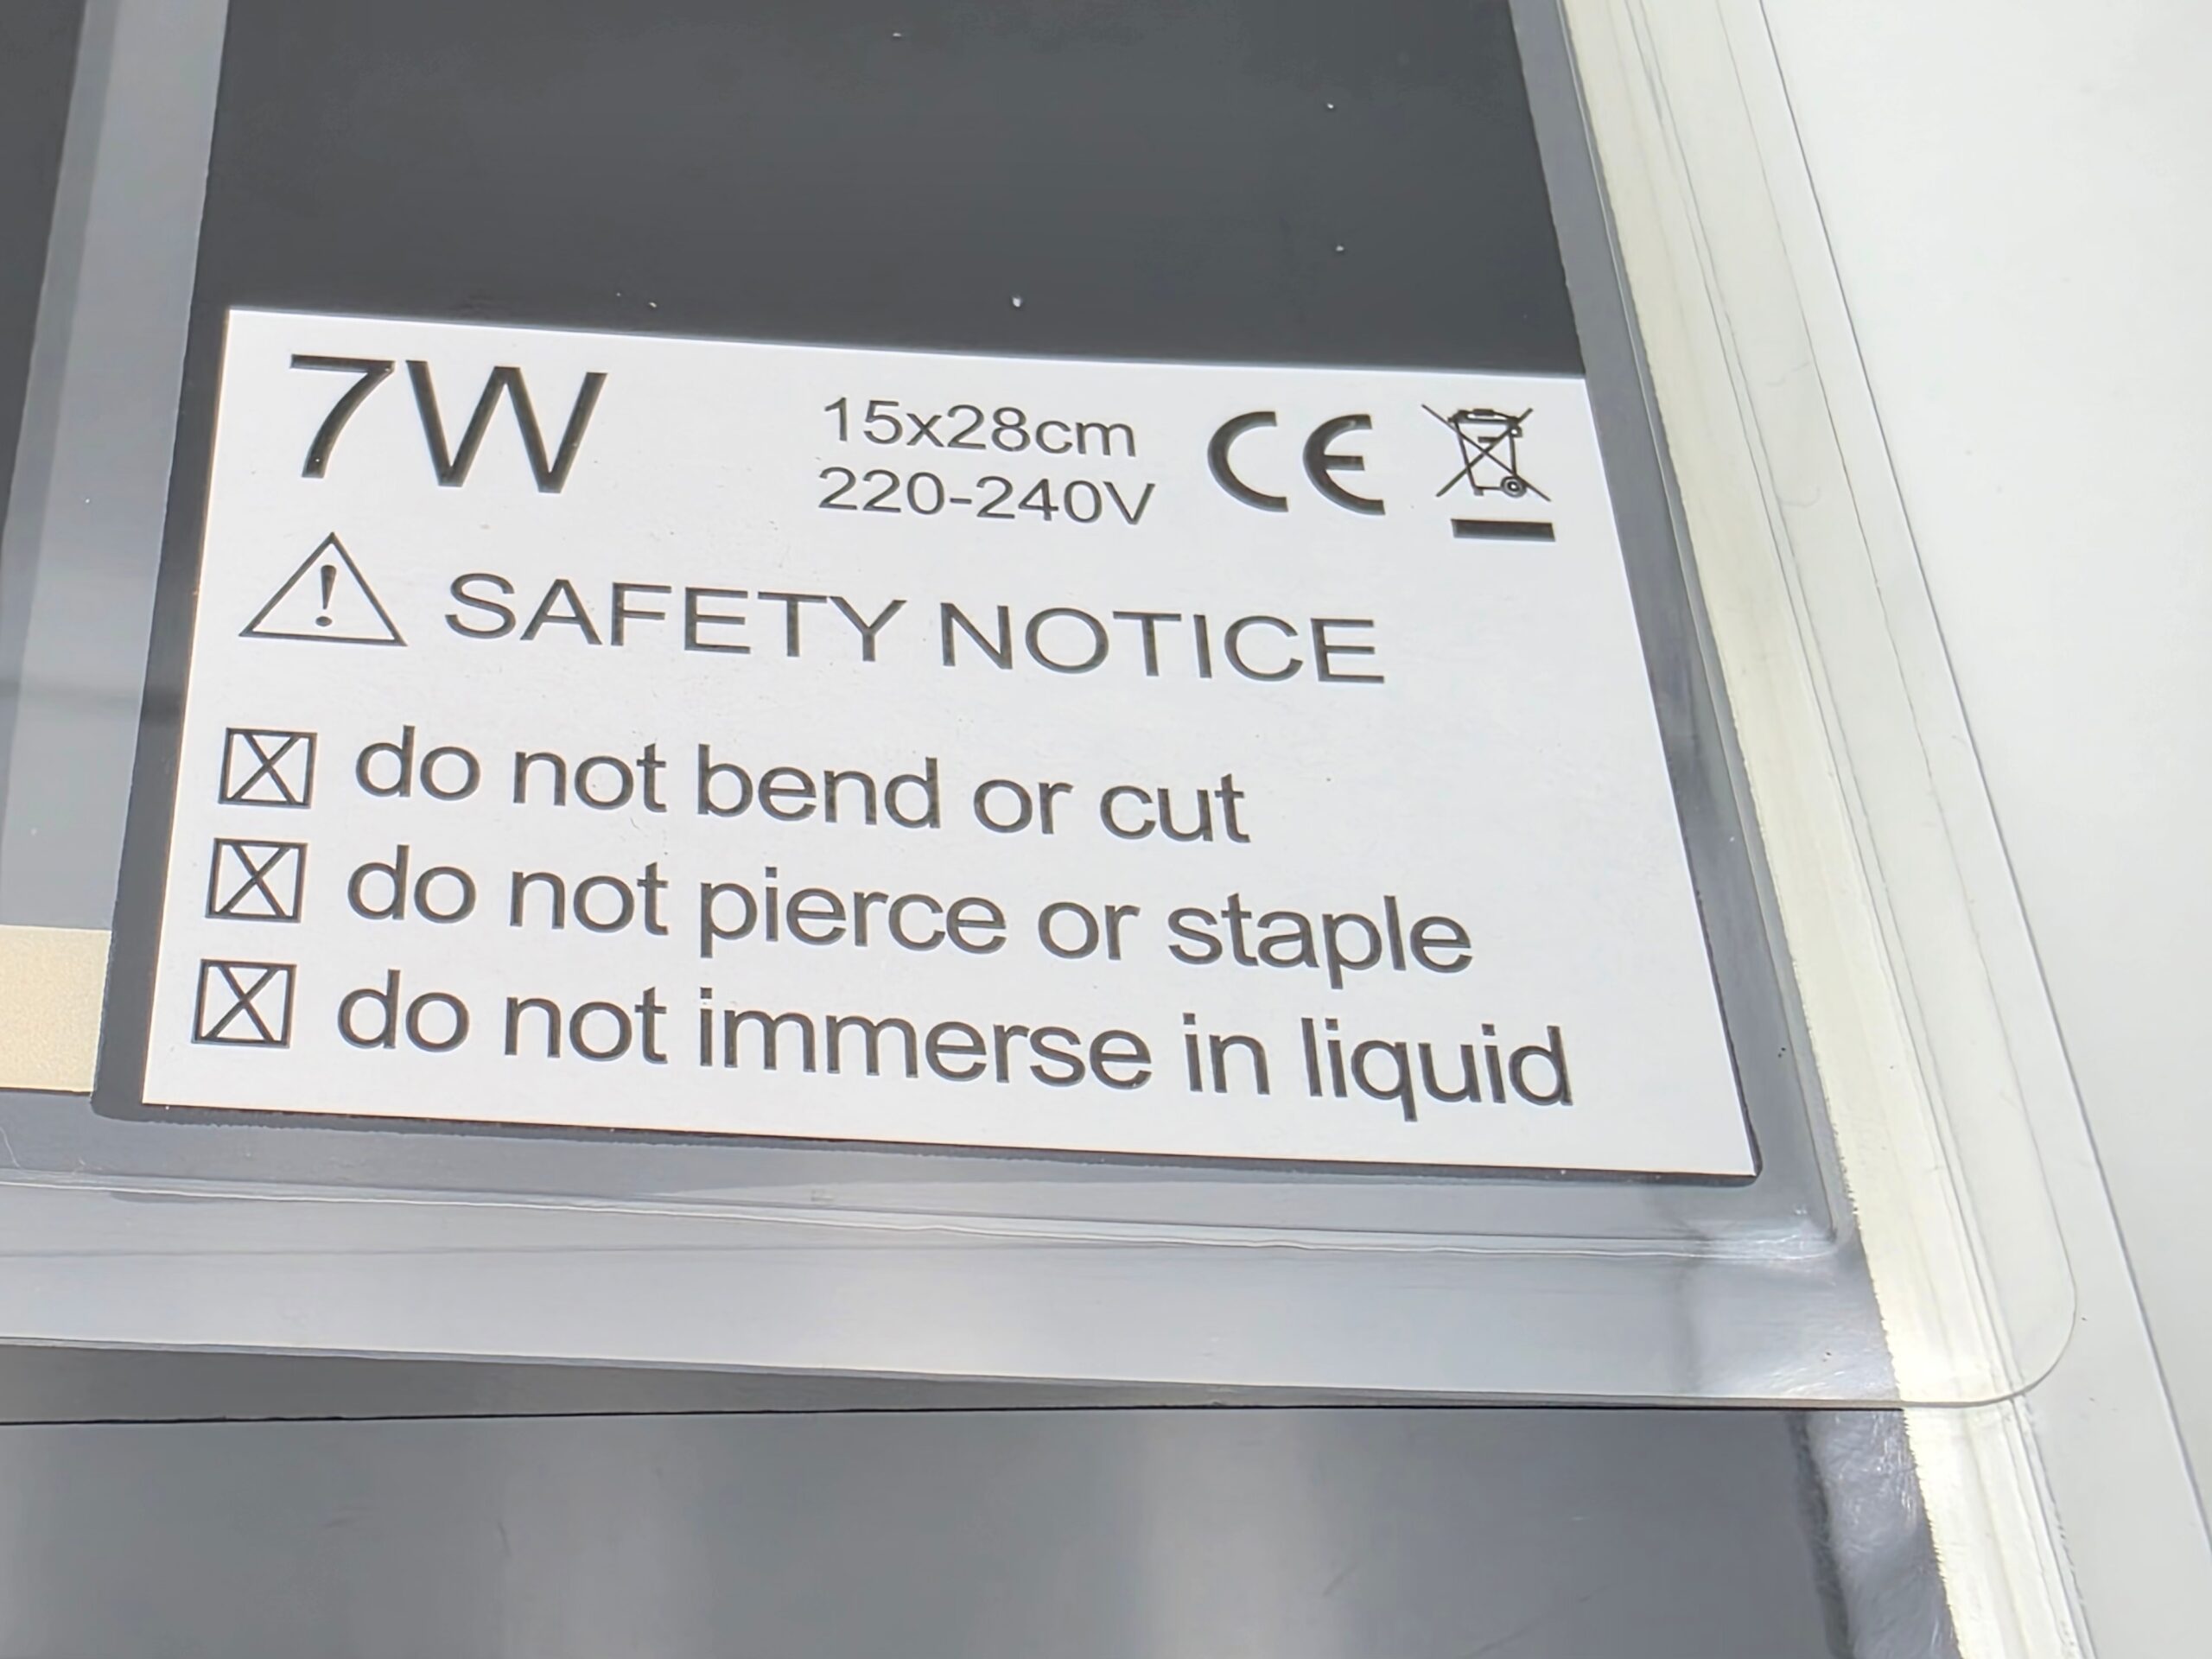 7W
15x28cm
220-240V
CE
SAFETY NOTICE
do not bend or cut
do not pierce or staple
do not immerse in liquid